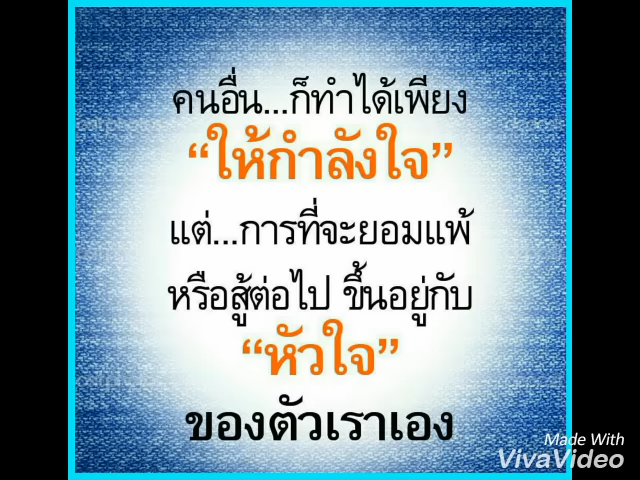 คนอื่น...ก็ทำได้เพียง
“ให้กำลังใจ”
แต่...การที่จะยอมแพ้
หรือสู้ต่อไป ขึ้นอยู่กับ
“หัวใจ”
ของตัวเราเอง
Made With
VivaVideo